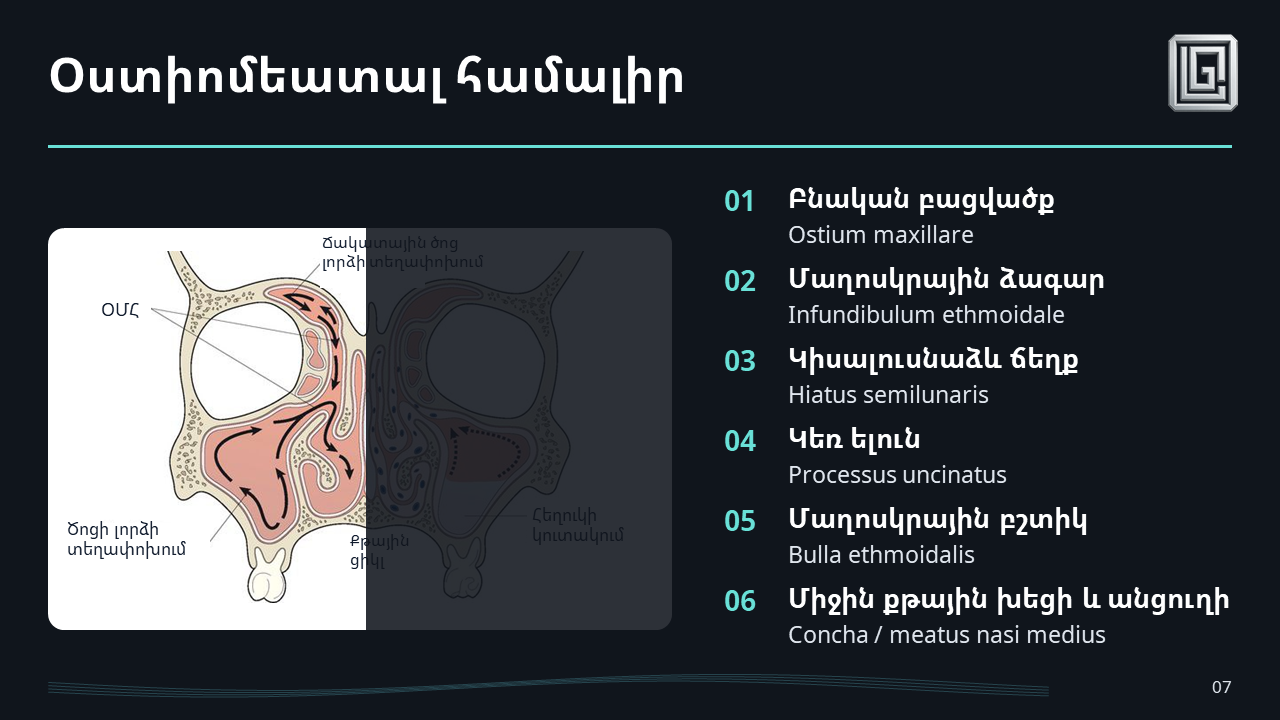 Օստիոմեատալ համալիր
Ճակատային ծոց
լորձի տեղափոխում
ՕՄՀ
Ծոցի լորձի
տեղափոխում
Քթային
ցիկլ
Հեղուկի
կուտակում
01 Բնական բացվածք
Ostium maxillare
02 Մաղոսկրային ձագար
Infundibulum ethmoidale
03 Կիսալուսնաձև ճեղք
Hiatus semilunaris
04 Կեռ ելուն
Processus uncinatus
05 Մաղոսկրային բշտիկ
Bulla ethmoidalis
06 Միջին քթային խեցի և անցուղի
Concha / meatus nasi medius
07